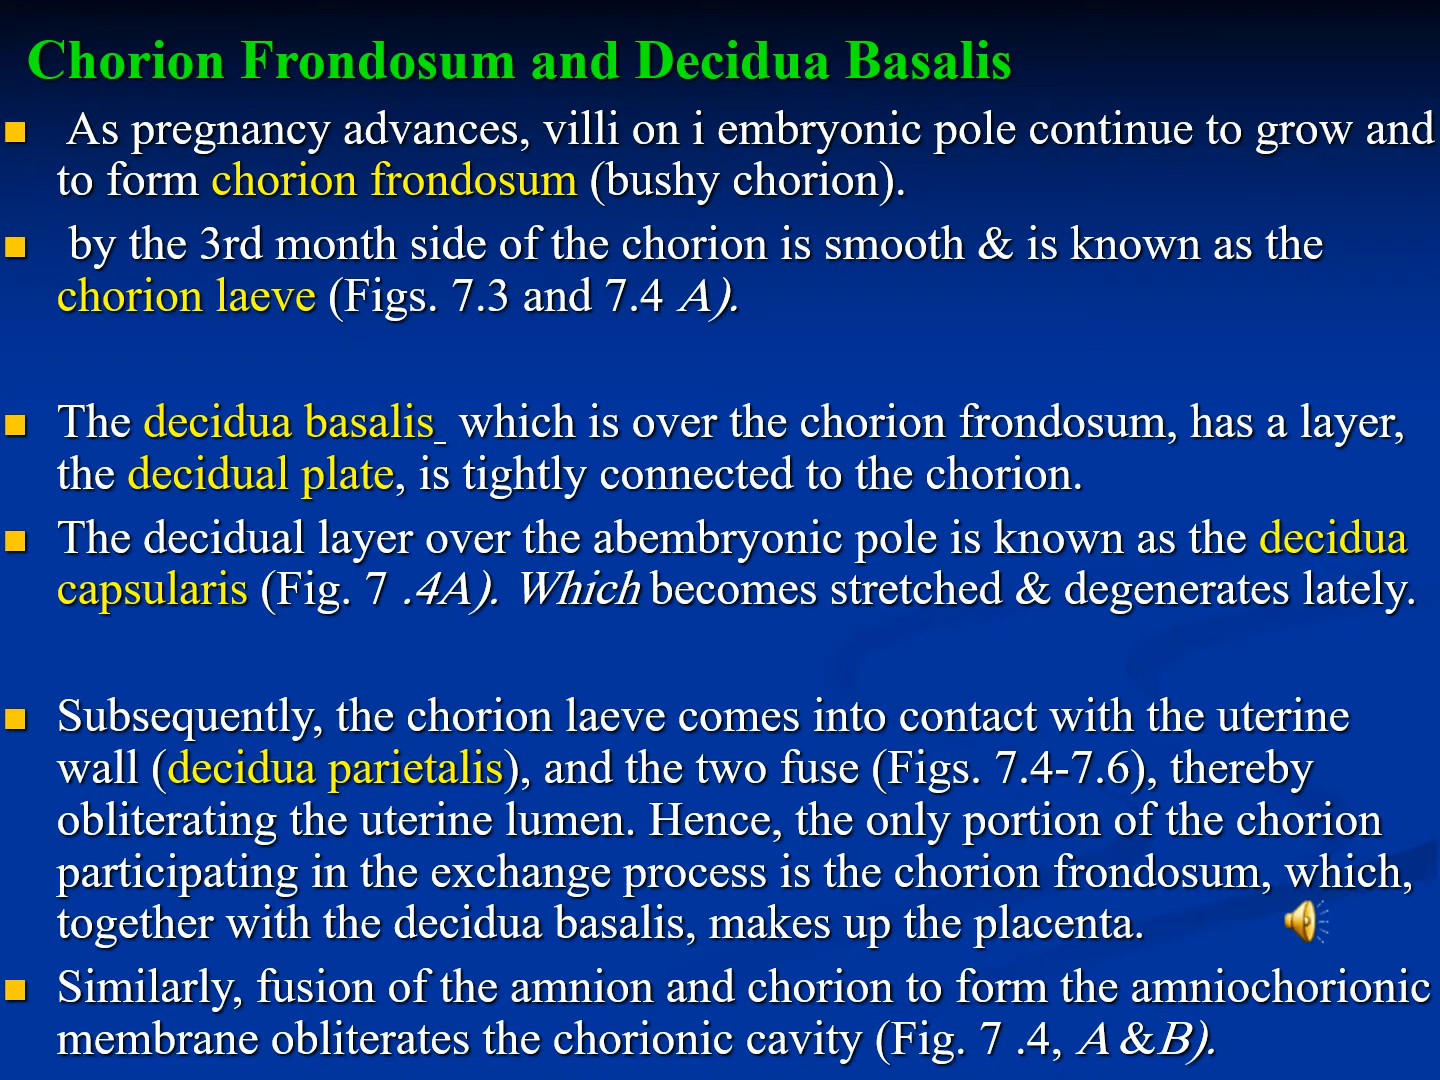 Chorion Frondosum and Decidua Basalis
As pregnancy advances, villi on i embryonic pole continue to grow and
to form chorion frondosum (bushy chorion).
by the 3rd month side of the chorion is smooth & is known as the
chorion laeve (Figs. 7.3 and 7.4 A).
The decidua basalis which is over the chorion frondosum, has a layer,
the decidual plate, is tightly connected to the chorion.
The decidual layer over the abembryonic pole is known as the decidua
capsularis (Fig. 7 .4A). Which becomes stretched & degenerates lately.
Subsequently, the chorion laeve comes into contact with the uterine
wall (decidua parietalis), and the two fuse (Figs. 7.4-7.6), thereby
obliterating the uterine lumen. Hence, the only portion of the chorion
participating in the exchange process is the chorion frondosum, which,
together with the decidua basalis, makes up the placenta.
Similarly, fusion of the amnion and chorion to form the amniochorionic
membrane obliterates the chorionic cavity (Fig. 7 .4, A &B).